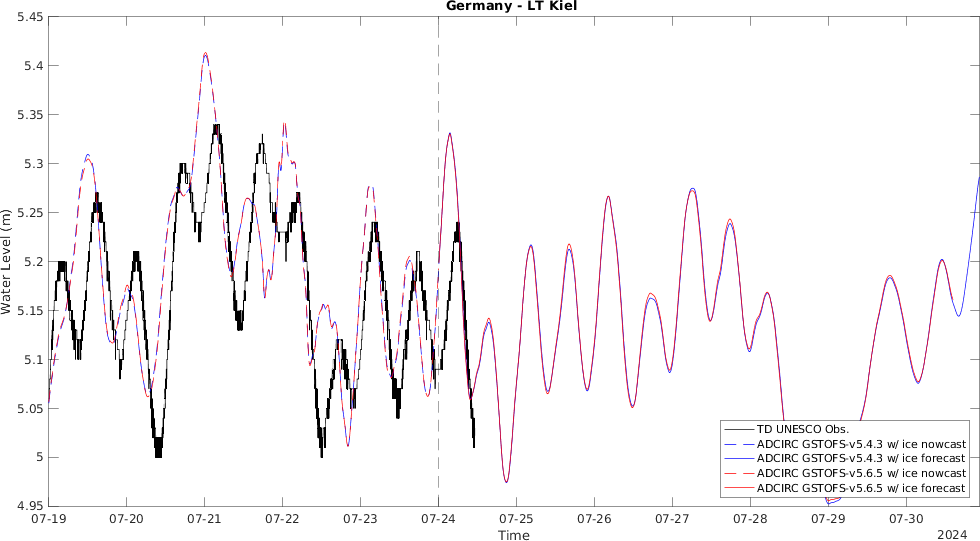 Germany - LT Kiel
5.45
5.4
5.35
5.3
5.25
5.2
5.15
5.1
5.05
5
4.95
Water Level (m)
TD UNESCO Obs.
ADCIRC GSTOFS-v5.4.3 w/ ice nowcast
ADCIRC GSTOFS-v5.4.3 w/ ice forecast
ADCIRC GSTOFS-v5.6.5 w/ ice nowcast
ADCIRC GSTOFS-v5.6.5 w/ ice forecast
07-19 07-20 07-21 07-22 07-23 07-24 07-25 07-26 07-27 07-28 07-29 07-30
Time
2024